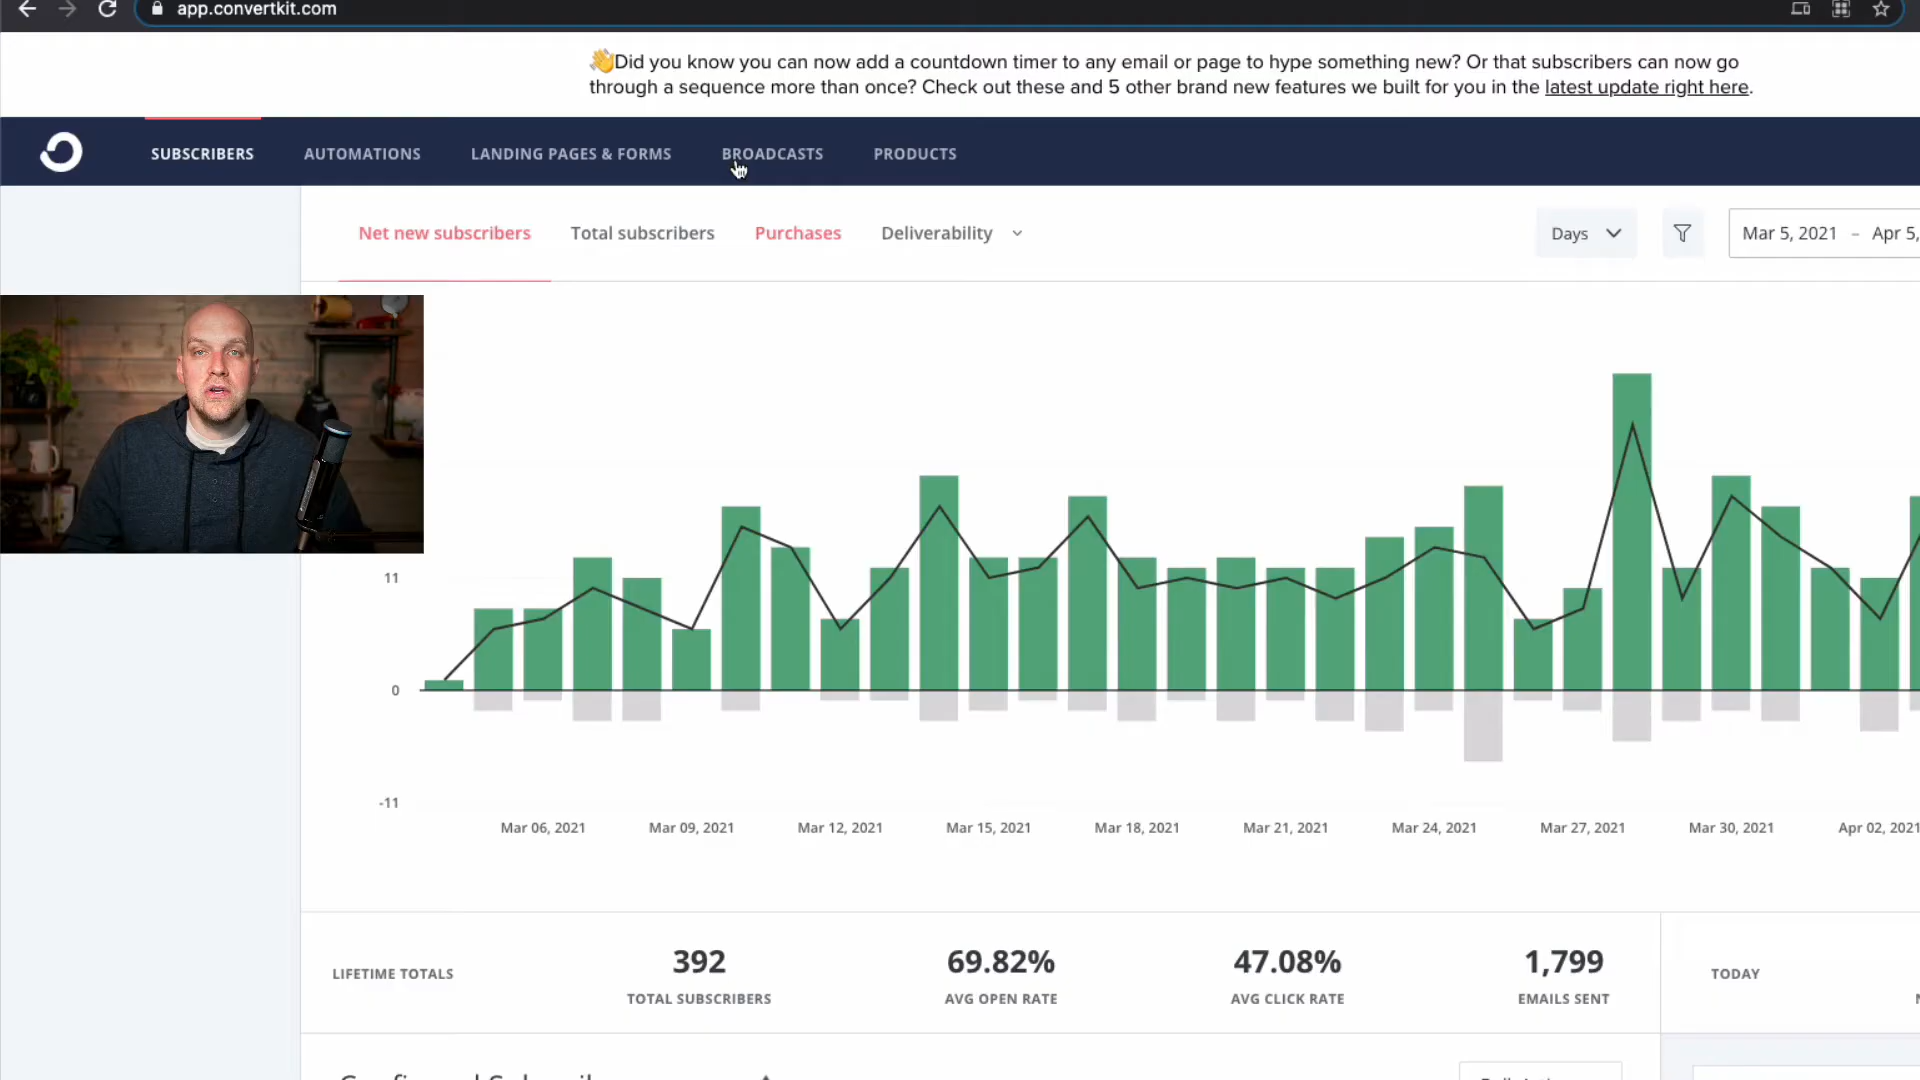 app.convertkit.com
👋Did you know you can now add a countdown timer to any email or page to hype something new? Or that subscribers can now go
through a sequence more than once? Check out these and 5 other brand new features we built for you in the latest update right here.
SUBSCRIBERS AUTOMATIONS LANDING PAGES & FORMS BROADCASTS PRODUCTS
Net new subscribers Total subscribers Purchases Deliverability Days Mar 5, 2021 – Apr 5,
11
0
-11
Mar 06, 2021 Mar 09, 2021 Mar 12, 2021 Mar 15, 2021 Mar 18, 2021 Mar 21, 2021 Mar 24, 2021 Mar 27, 2021 Mar 30, 2021 Apr 02, 2021
LIFETIME TOTALS
392 69.82% 47.08% 1,799
TOTAL SUBSCRIBERS AVG OPEN RATE AVG CLICK RATE EMAILS SENT
TODAY